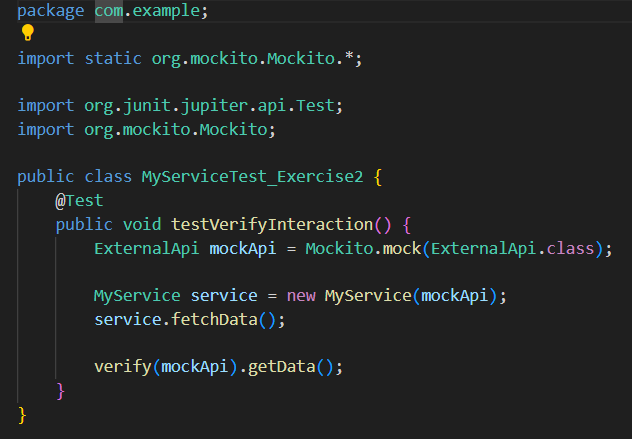 package com.example;
import static org.mockito.Mockito.*;
import org.junit.jupiter.api.Test;
import org.mockito.Mockito;
public class MyServiceTest_Exercise2 {
@Test
public void testVerifyInteraction() {
ExternalApi mockApi = Mockito.mock(ExternalApi.class);
MyService service = new MyService(mockApi);
service.fetchData();
verify(mockApi).getData();
}
}